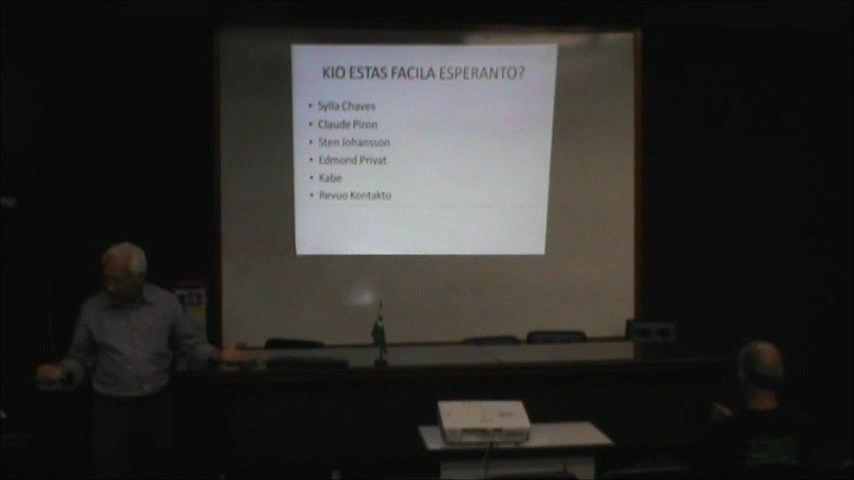 KIO ESTAS FACILA ESPERANTO?
• Sylla Chaves
• Claude Piron
• Sten Johansson
• Edmond Privat
• Kabe
• Revuo Kontakto